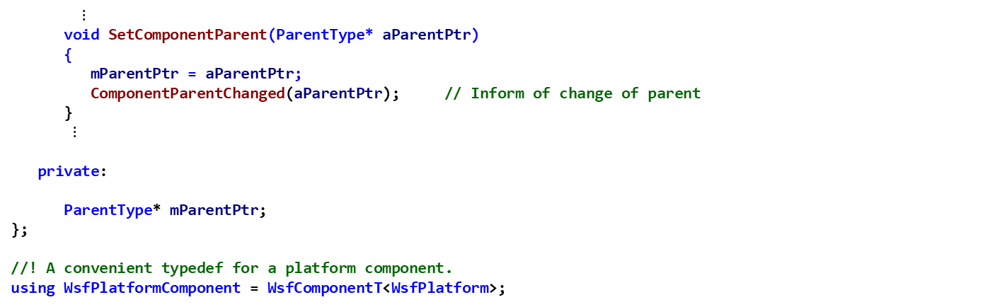 ⋮
void SetComponentParent(ParentType* aParentPtr)
{
mParentPtr = aParentPtr;
ComponentParentChanged(aParentPtr);     // Inform of change of parent
}
⋮
private:
ParentType* mParentPtr;
};
//! A convenient typedef for a platform component.
using WsfPlatformComponent = WsfComponentT<WsfPlatform>;